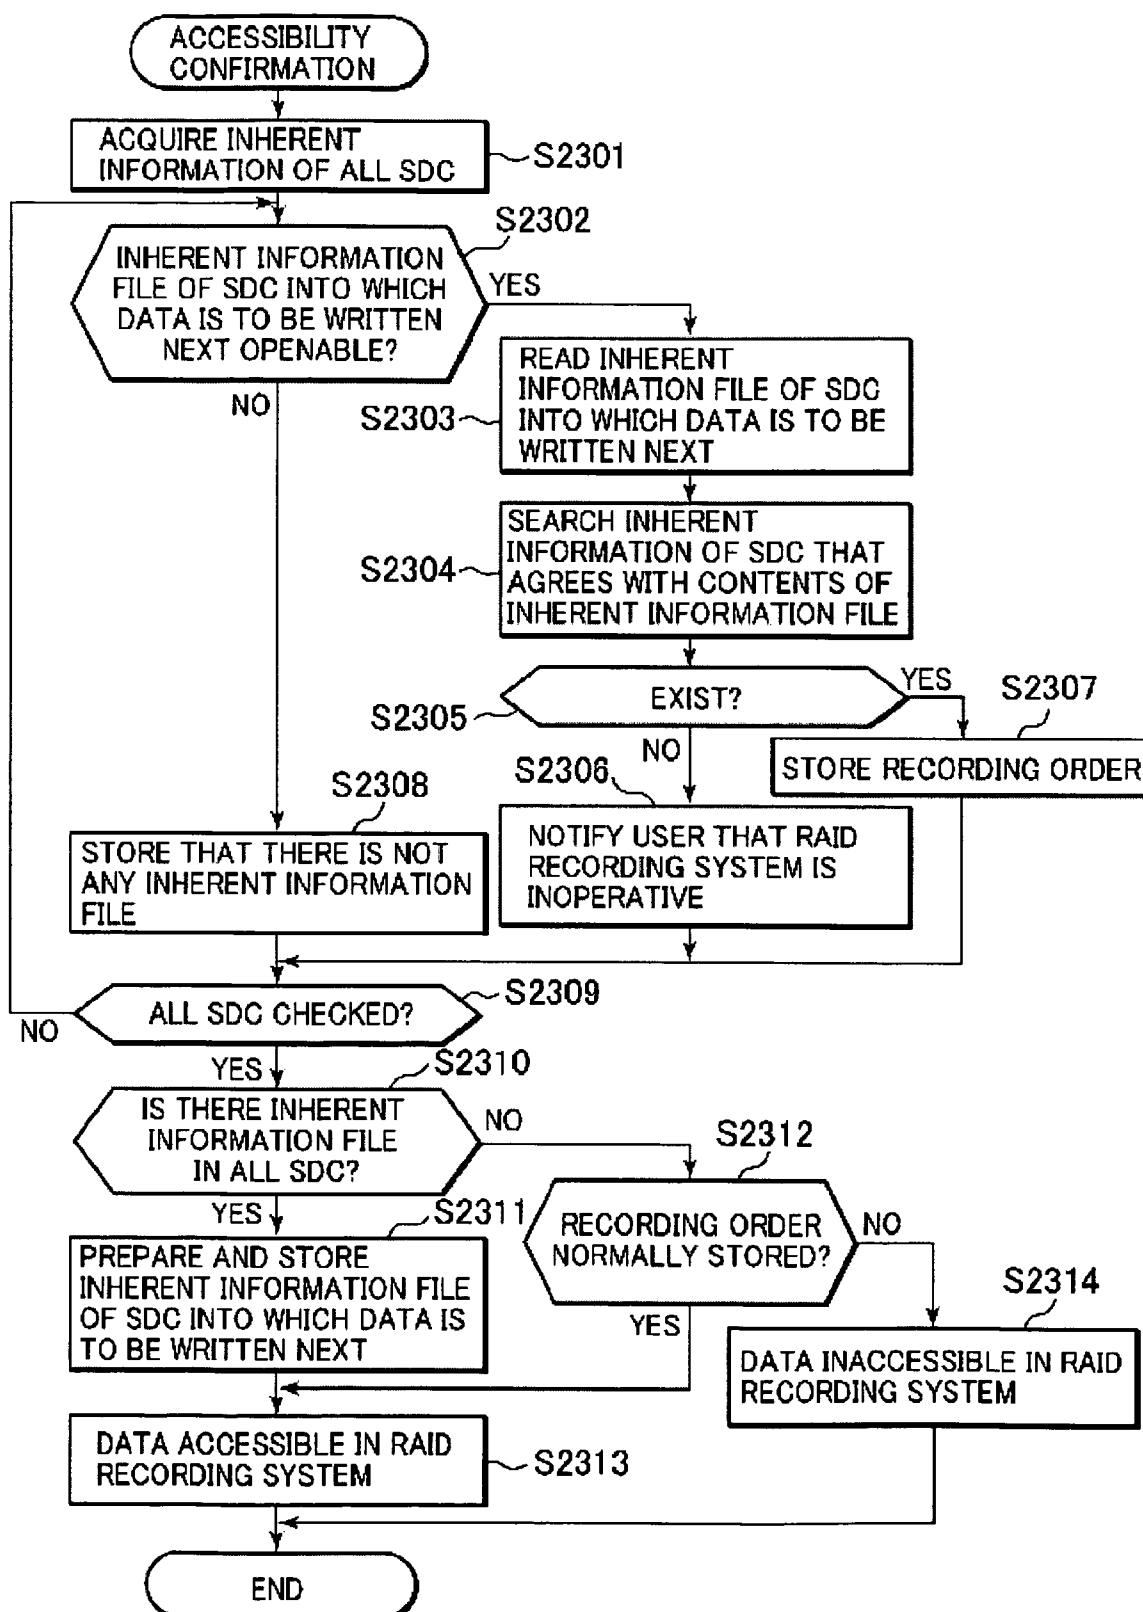 ACCESSIBILITY
CONFIRMATION
ACQUIRE INHERENT
INFORMATION OF ALL SDC
S2301
S2302
INHERENT INFORMATION
FILE OF SDC INTO WHICH
DATA IS TO BE WRITTEN
NEXT OPENABLE?
YES
NO
READ INHERENT
INFORMATION FILE OF SDC
INTO WHICH DATA IS TO BE
WRITTEN NEXT
S2303
SEARCH INHERENT
INFORMATION OF SDC THAT
AGREES WITH CONTENTS OF
INHERENT INFORMATION FILE
S2304
EXIST?
YES
S2305
NO
S2307
STORE RECORDING ORDER
S2306
NOTIFY USER THAT RAID
RECORDING SYSTEM IS
INOPERATIVE
S2308
STORE THAT THERE IS NOT
ANY INHERENT INFORMATION
FILE
ALL SDC CHECKED?
S2309
NO
YES
S2310
IS THERE INHERENT
INFORMATION FILE
IN ALL SDC?
NO
YES
S2311
PREPARE AND STORE
INHERENT INFORMATION FILE
OF SDC INTO WHICH DATA IS
TO BE WRITTEN NEXT
S2312
RECORDING ORDER
NORMALLY STORED?
NO
YES
S2314
DATA INACCESSIBLE IN RAID
RECORDING SYSTEM
DATA ACCESSIBLE IN RAID
RECORDING SYSTEM
S2313
END